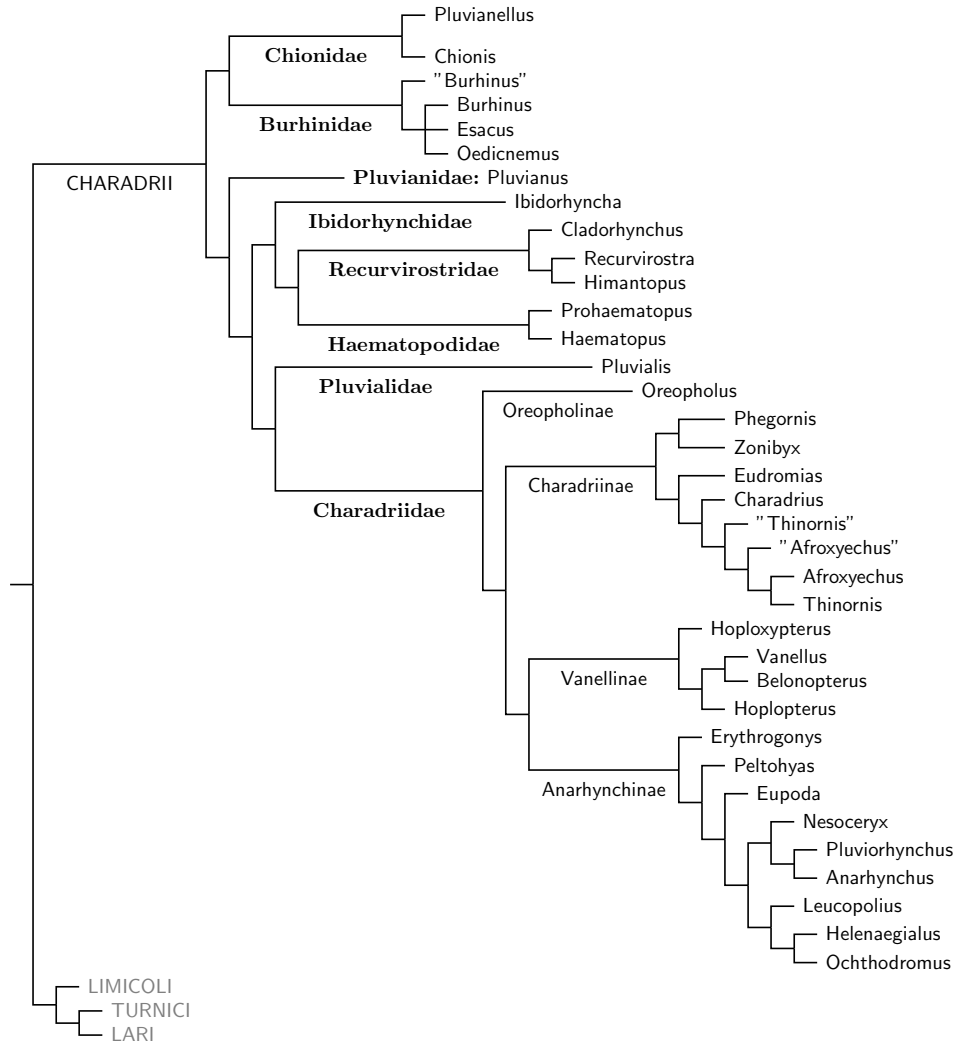 Pluvianellus
Chionidae
Chionis
"Burhinus"
Burhinus
Burhinidae
Esacus
Oedicnemus
Pluvianidae: Pluvianus
CHARADRII
Ibidorhyncha
Ibidorhynchidae
Cladorhynchus
Recurvirostra
Recurvirostridae
Himantopus
Prohaematopus
Haematopus
Haematopodidae
Pluvialis
Pluvialidae
Oreopholus
Oreopholinae
Phegornis
Zonibyx
Eudromias
Charadriinae
Charadrius
Charadriidae
"Thinornis"
"Afroxyechus"
Afroxyechus
Thinornis
Hoploxypterus
Vanellus
Vanellinae
Belonopterus
Hoplopterus
Erythrogonys
Peltohyas
Anarhynchinae
Eupoda
Nesoceryx
Pluviorhynchus
Anarhynchus
Leucopolius
Helenaegialus
Ochthodromus
LIMICOLI
TURNICI
LARI